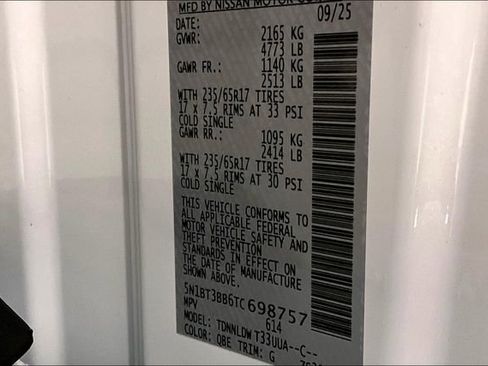 MFD BY NISSAN MOTOR CO
DATE: 09/25
GVWR: 2165 KG
4773 LB
GAWR FR.: 1140 KG
2513 LB
WITH 235/65R17 TIRES
17 x 7.5 RIMS AT 33 PSI
COLD SINGLE
GAWR RR.: 1095 KG
2414 LB
WITH 235/65R17 TIRES
17 x 7.5 RIMS AT 30 PSI
COLD SINGLE
THIS VEHICLE CONFORMS TO
ALL APPLICABLE FEDERAL
MOTOR VEHICLE SAFETY AND
THEFT PREVENTION
STANDARDS IN EFFECT ON
THE DATE OF MANUFACTURE
SHOWN ABOVE.
5N1BT3BB6TC698757
MPV 614
MODEL: TDNNLDWT33UUA--C--
COLOR: QBE TRIM: G